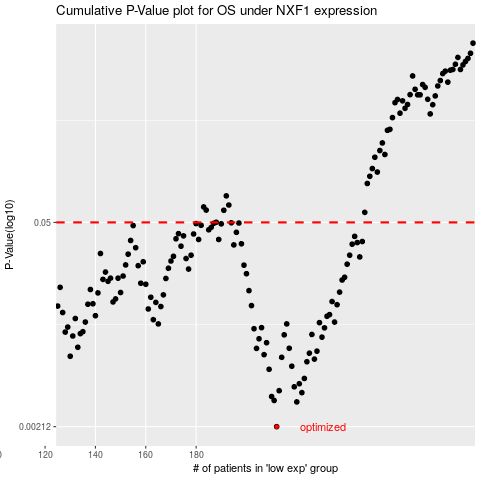 Cumulative P-Value plot for OS under NXF1 expression
P-Value(log10)
0.05
0.00212
optimized
0 120 140 160 180
# of patients in 'low exp' group